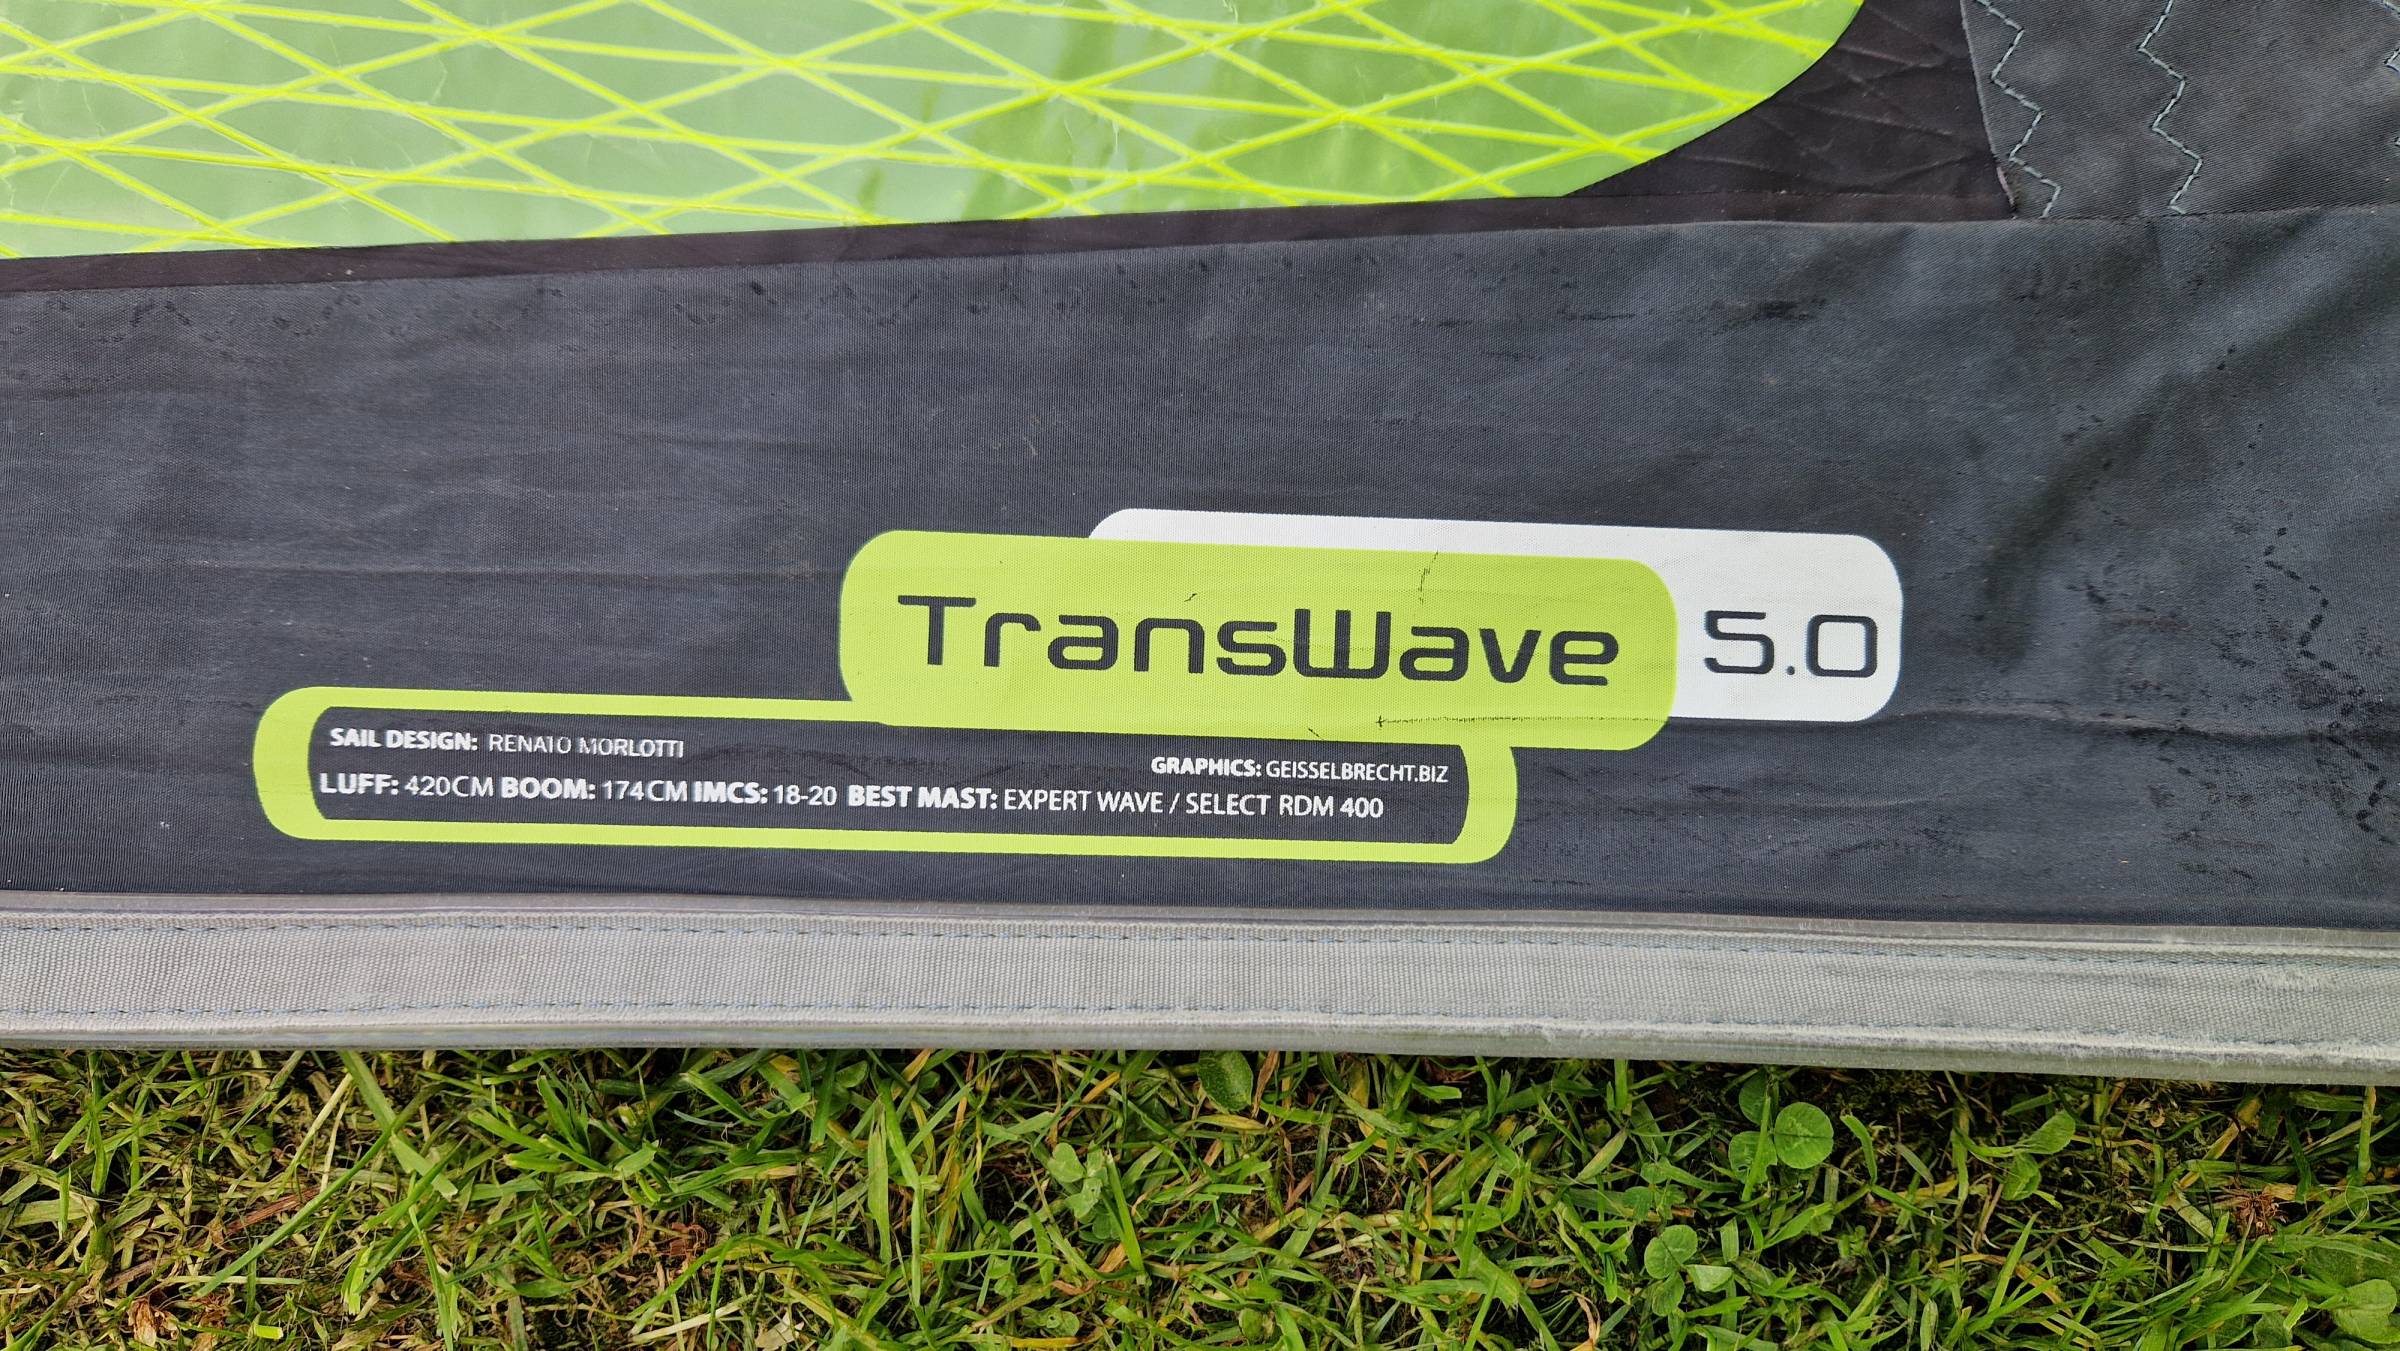 TransWave 5.0
SAIL DESIGN: RENATO MORLOTTI
GRAPHICS: GEISSELBRECHT.BIZ
LUFF: 420CM BOOM: 174CM IMCS: 18-20 BEST MAST: EXPERT WAVE / SELECT RDM 400